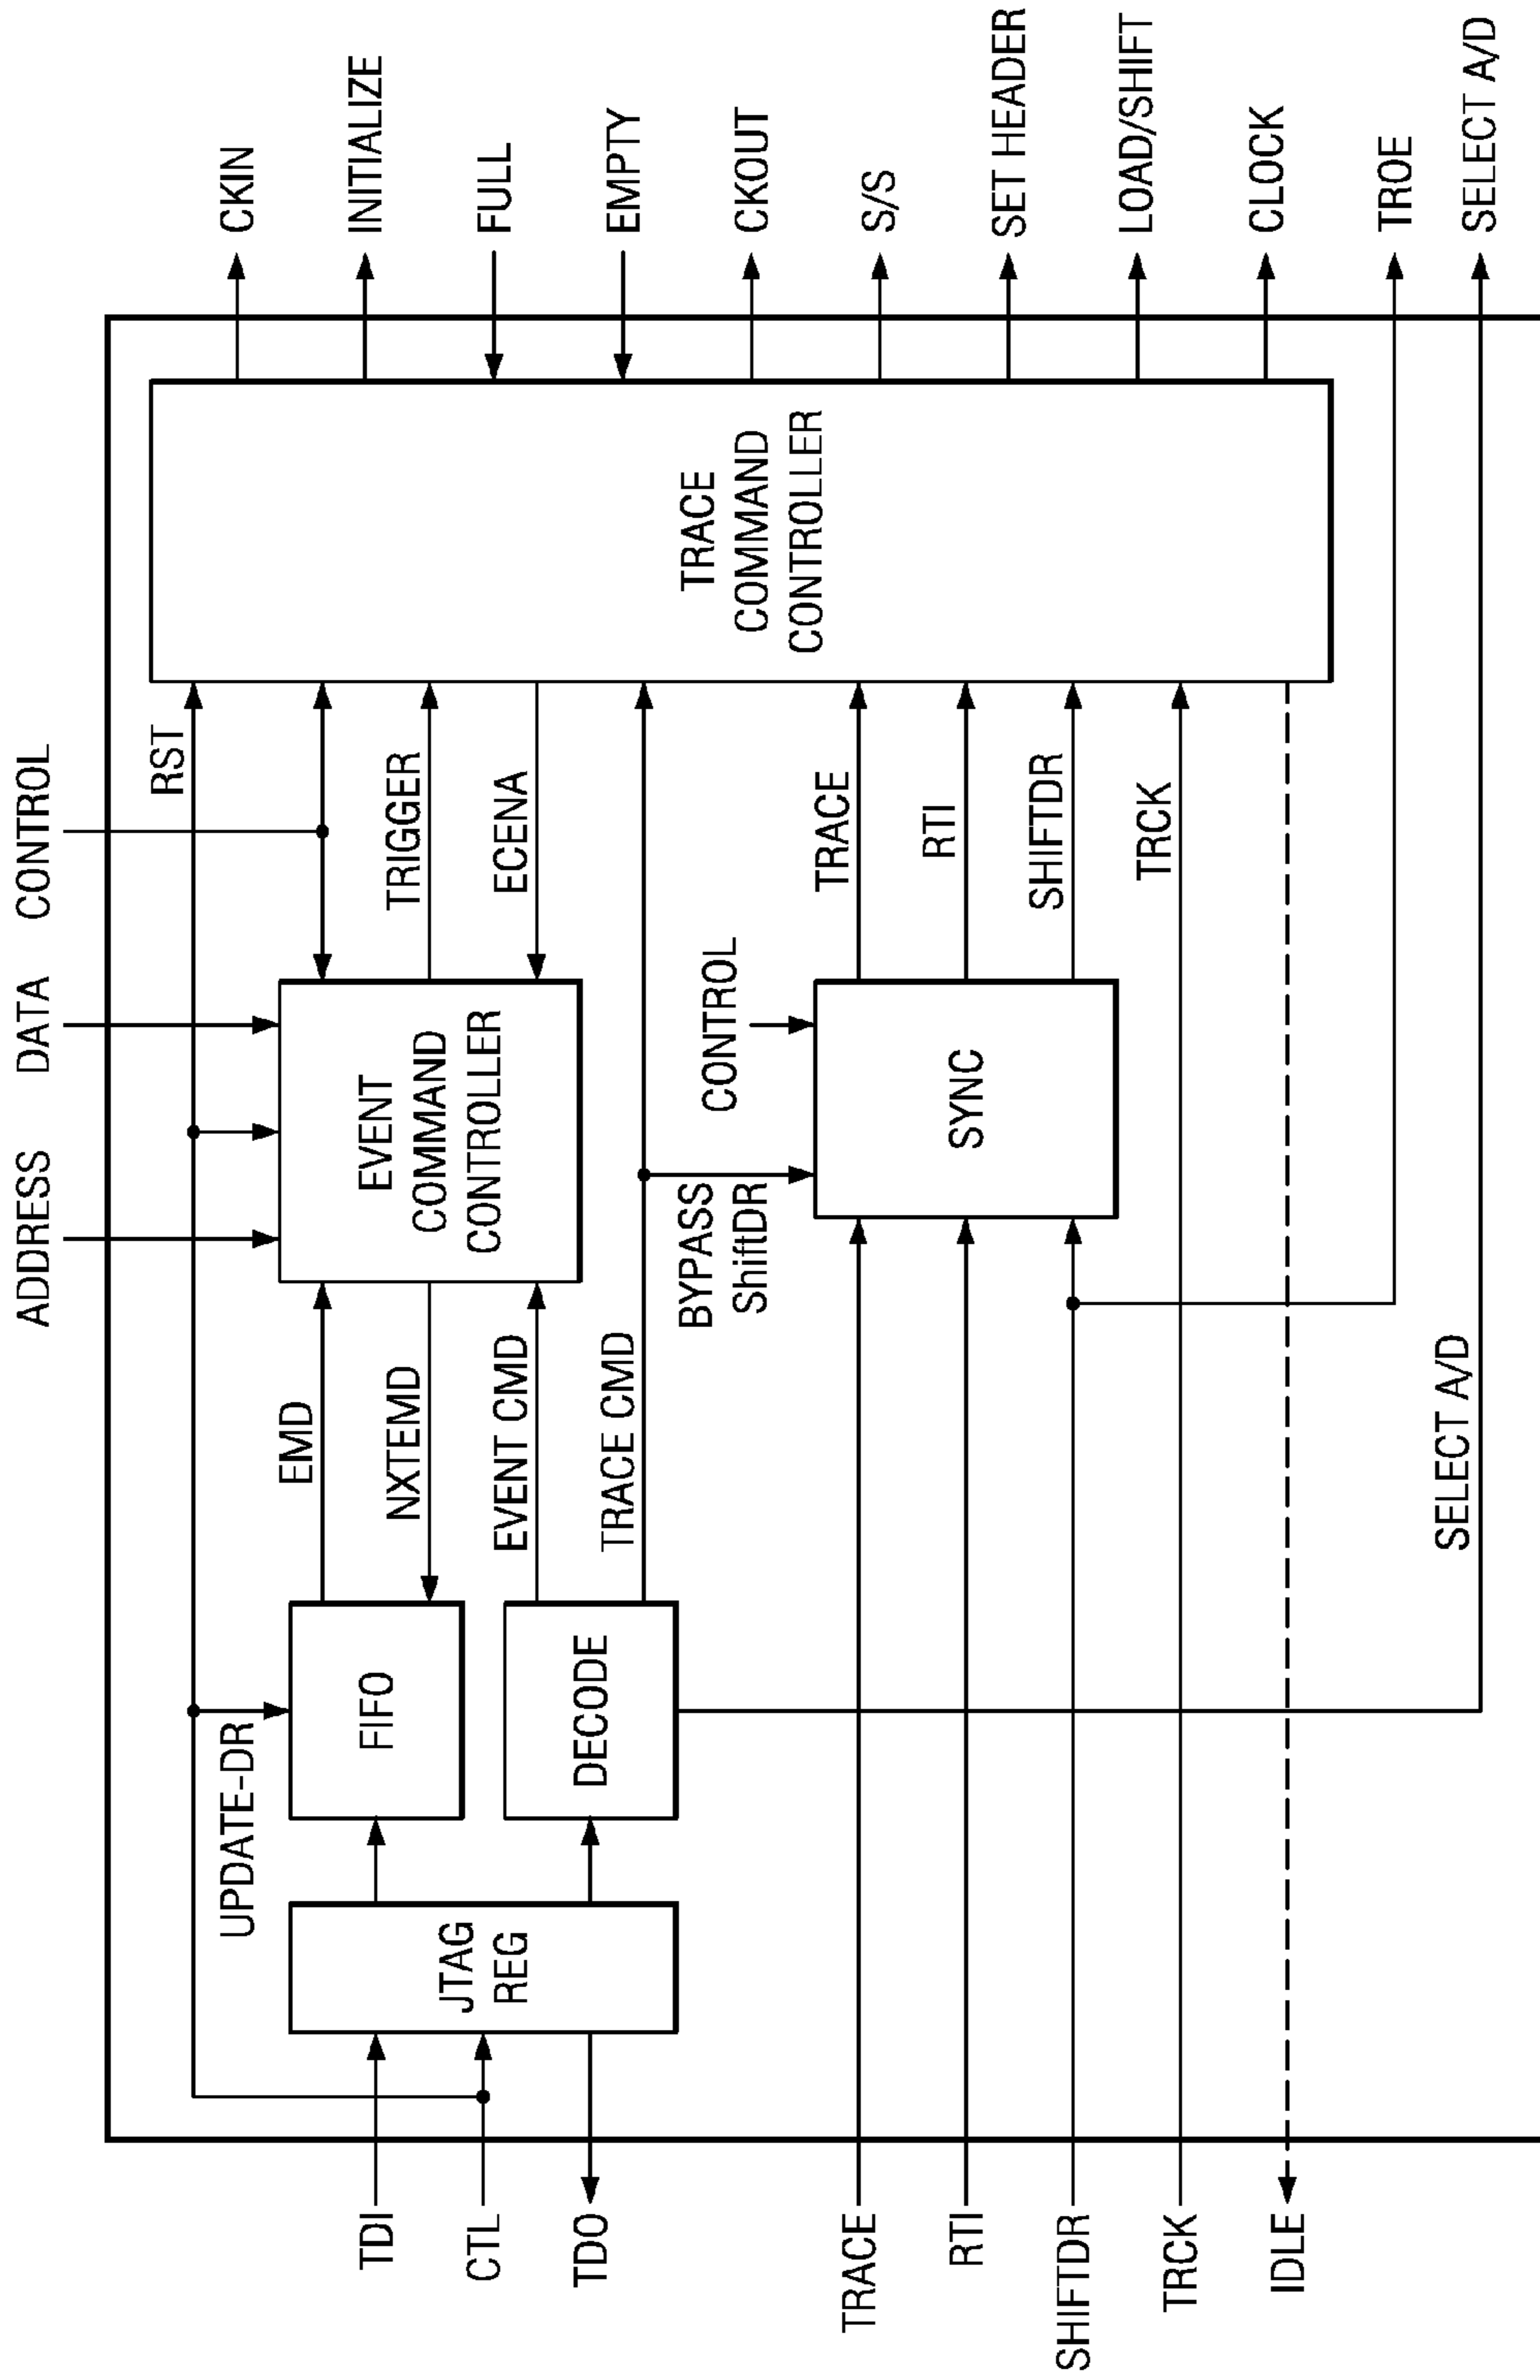 ADDRESS
DATA
CONTROL
RST
UPDATE-DR
TDI
CTL
TDO
JTAG
REG
FIFO
DECODE
EMD
NXTEMD
EVENT CMD
TRACE CMD
EVENT
COMMAND
CONTROLLER
TRIGGER
ECENA
BYPASS
ShiftDR
CONTROL
SYNC
TRACE
RTI
SHIFTDR
TRCK
TRACE
COMMAND
CONTROLLER
TRACE
RTI
SHIFTDR
TRCK
IDLE
SELECT A/D
CKIN
INITIALIZE
FULL
EMPTY
CKOUT
S/S
SET HEADER
LOAD/SHIFT
CLOCK
TROE
SELECT A/D